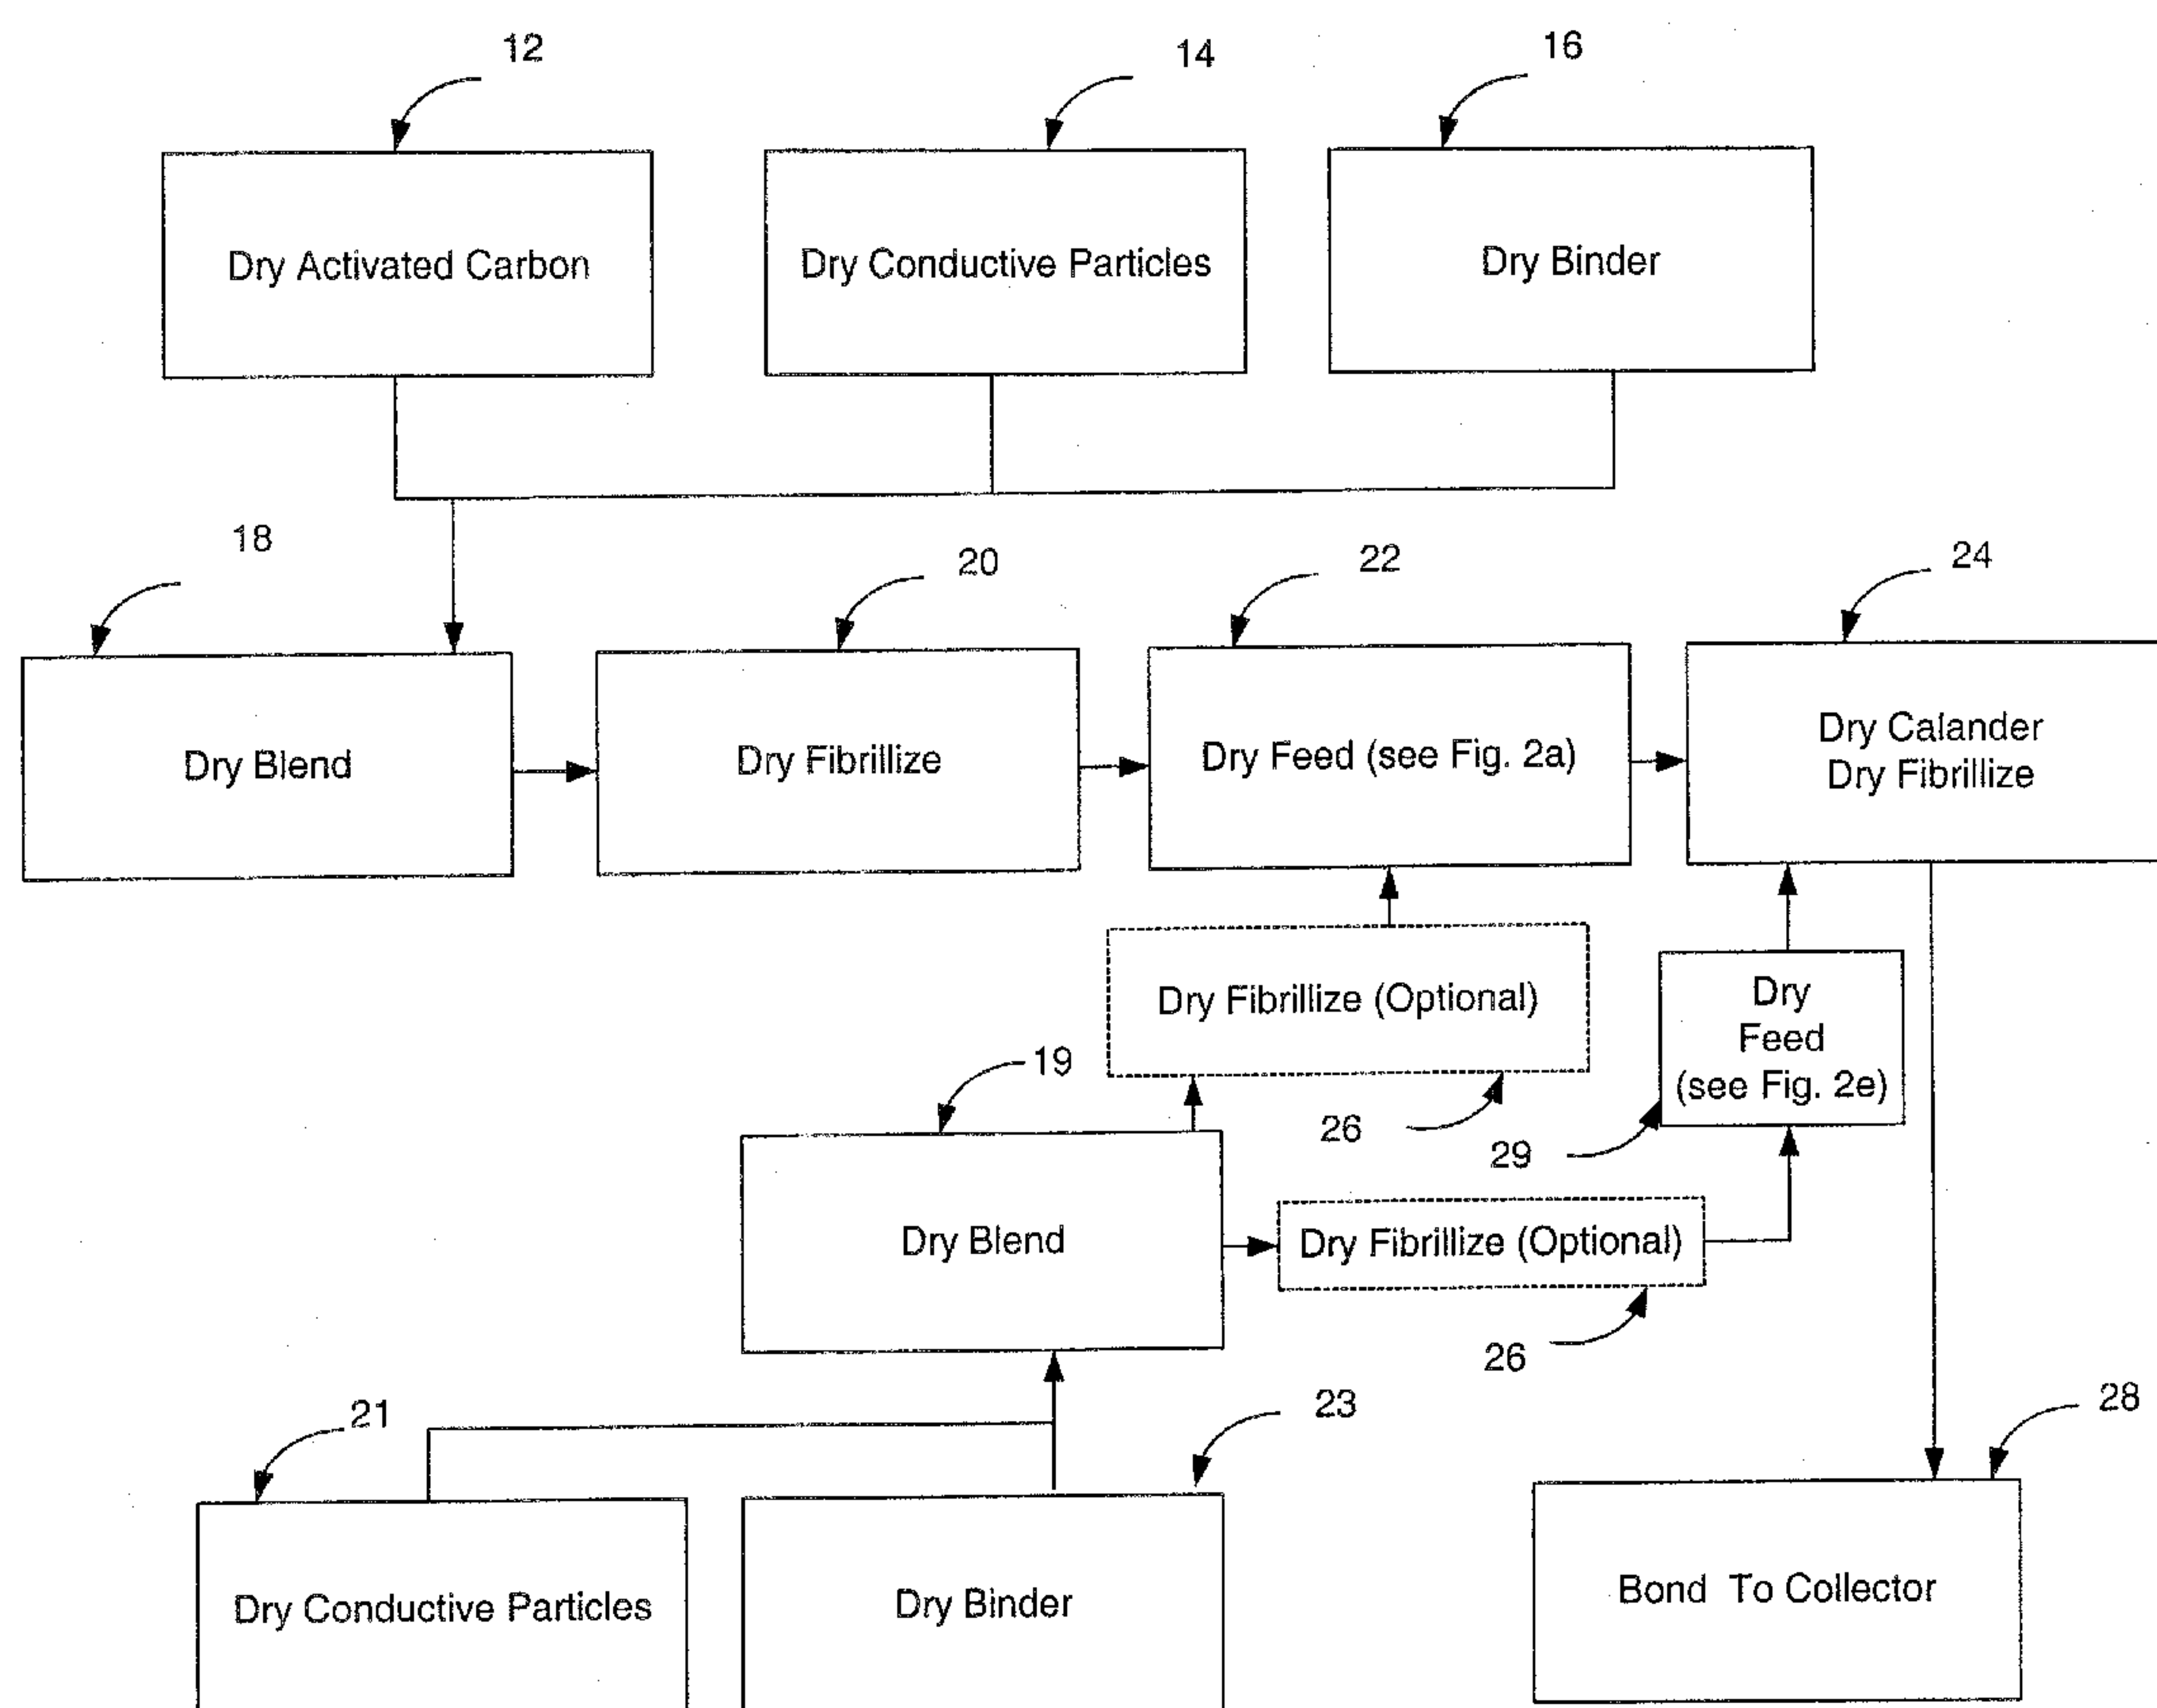 12
14
16
Dry Activated Carbon
Dry Conductive Particles
Dry Binder
18
20
22
24
Dry Blend
Dry Fibrillize
Dry Feed (see Fig. 2a)
Dry Calander
Dry Fibrillize
Dry Fibrillize (Optional)
Dry
Feed
(see Fig. 2e)
19
26
29
Dry Blend
Dry Fibrillize (Optional)
26
21
23
28
Dry Conductive Particles
Dry Binder
Bond To Collector